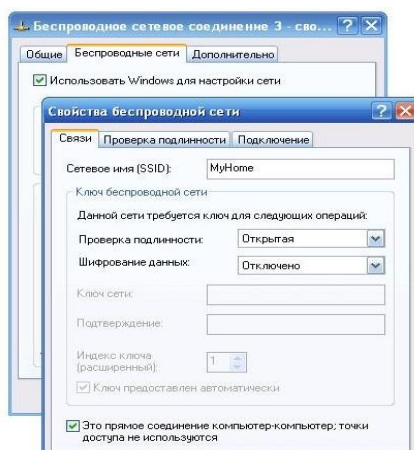 Беспроводное сетевое соединение 3 - сво...
Общие Беспроводные сети Дополнительно
Использовать Windows для настройки сети
Свойства беспроводной сети
Связи Проверка подлинности Подключение
Сетевое имя (SSID): MyHome
Ключ беспроводной сети
Данной сети требуется ключ для следующих операций:
Проверка подлинности: Открытая
Шифрование данных: Отключено
Ключ сети:
Подтверждение:
Индекс ключа
(расширенный): 1
Ключ предоставлен автоматически
Это прямое соединение компьютер-компьютер; точки
доступа не используются